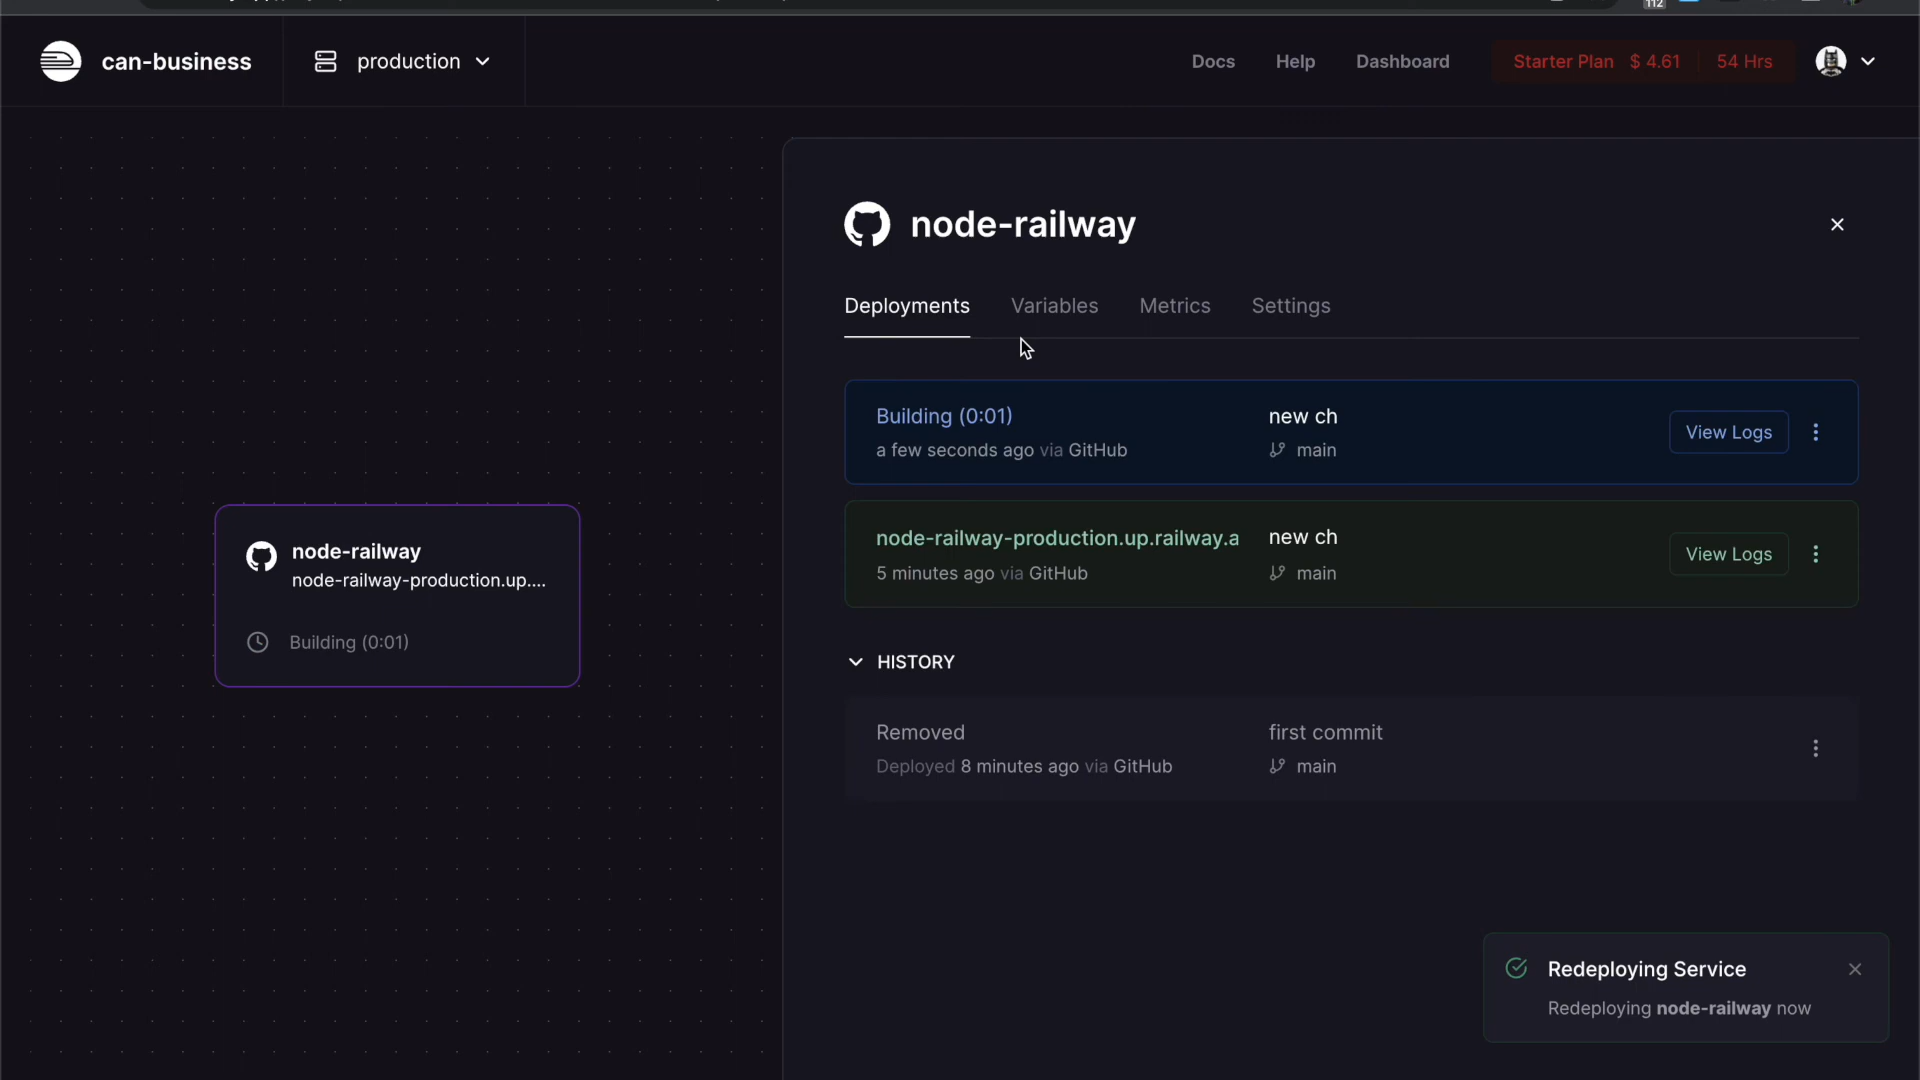 112
can-business
production
Docs
Help
Dashboard
Starter Plan $ 4.61 54 Hrs
node-railway
Deployments
Variables
Metrics
Settings
Building (0:01)
new ch
View Logs
a few seconds ago via GitHub
main
node-railway-production.up.railway.a
new ch
View Logs
5 minutes ago via GitHub
main
node-railway
node-railway-production.up....
Building (0:01)
HISTORY
Removed
first commit
Deployed 8 minutes ago via GitHub
main
Redeploying Service
Redeploying node-railway now